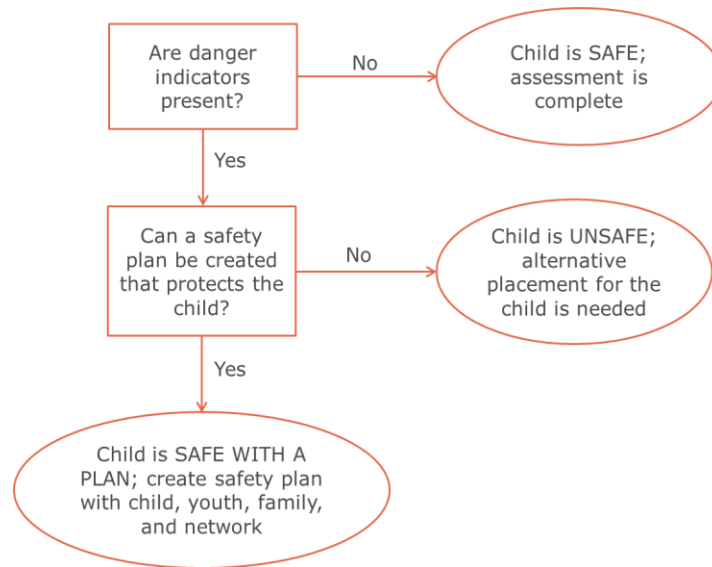 Are danger
indicators
present?
No
Child is SAFE;
assessment is
complete
Yes
Can a safety
plan be created
that protects the
child?
No
Child is UNSAFE;
alternative
placement for the
child is needed
Yes
Child is SAFE WITH A
PLAN; create safety plan
with child, youth, family,
and network